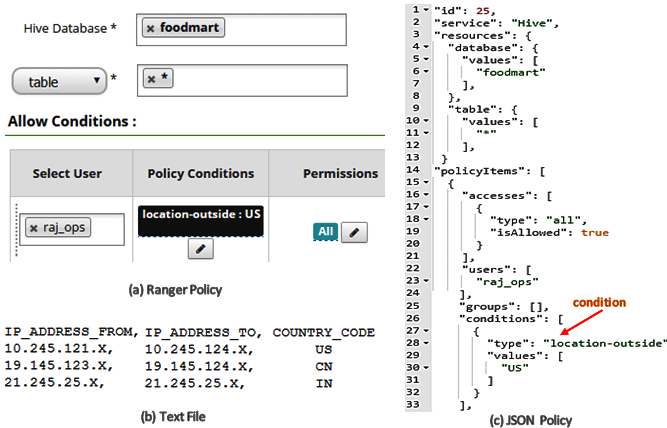 Hive Database *
× foodmart
table
*
× *
Allow Conditions :
Select User Policy Conditions Permissions
× raj_ops
location-outside : US
All
(a) Ranger Policy
IP_ADDRESS_FROM, IP_ADDRESS_TO, COUNTRY_CODE
10.245.121.X, 10.245.124.X, US
19.145.123.X, 19.145.124.X, CN
21.245.25.X, 21.245.25.X, IN
(b) Text File
1 "id": 25,
2 "service": "Hive",
3 "resources": {
4 "database": {
5 "values": [
6 "foodmart"
7 ],
8 },
9 "table": {
10 "values": [
11 "*"
12 ],
13 }
14 "policyItems": [
15 {
16 "accesses": [
17 {
18 "type": "all",
19 "isAllowed": true
20 }
21 ],
22 "users": [
23 "raj_ops"
24 ],
25 "groups": [],
condition
26 "conditions": [
27 {
28 "type": "location-outside"
29 "values": [
30 "US"
31 ]
32 }
33 ],
(c) JSON Policy